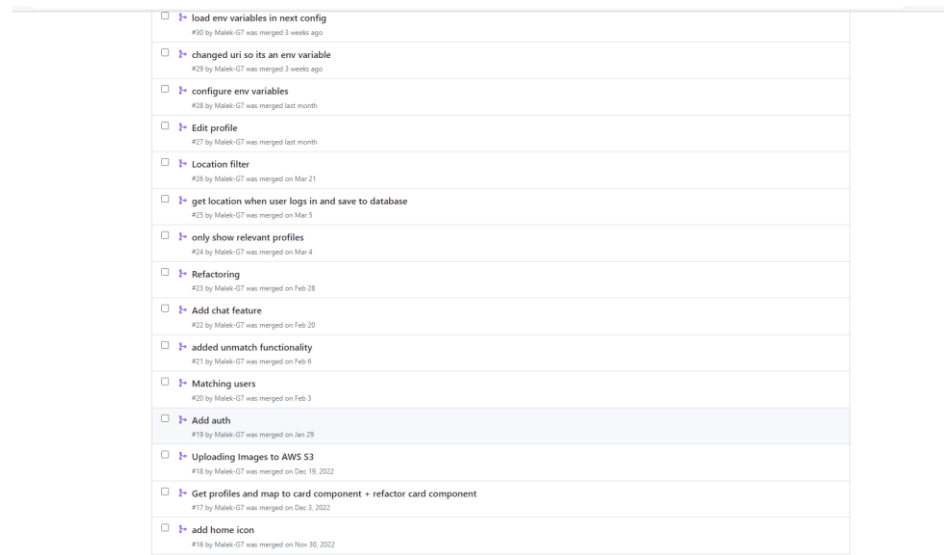 load env variables in next config
#30 by Malek-G7 was merged 3 weeks ago
changed uri so its an env variable
#29 by Malek-G7 was merged 3 weeks ago
configure env variables
#28 by Malek-G7 was merged last month
Edit profile
#27 by Malek-G7 was merged last month
Location filter
#26 by Malek-G7 was merged on Mar 21
get location when user logs in and save to database
#25 by Malek-G7 was merged on Mar 5
only show relevant profiles
#24 by Malek-G7 was merged on Mar 4
Refactoring
#23 by Malek-G7 was merged on Feb 28
Add chat feature
#22 by Malek-G7 was merged on Feb 20
added unmatch functionality
#21 by Malek-G7 was merged on Feb 6
Matching users
#20 by Malek-G7 was merged on Feb 3
Add auth
#19 by Malek-G7 was merged on Jan 29
Uploading Images to AWS S3
#18 by Malek-G7 was merged on Dec 19, 2022
Get profiles and map to card component + refactor card component
#17 by Malek-G7 was merged on Dec 3, 2022
add home icon
#16 by Malek-G7 was merged on Nov 30, 2022